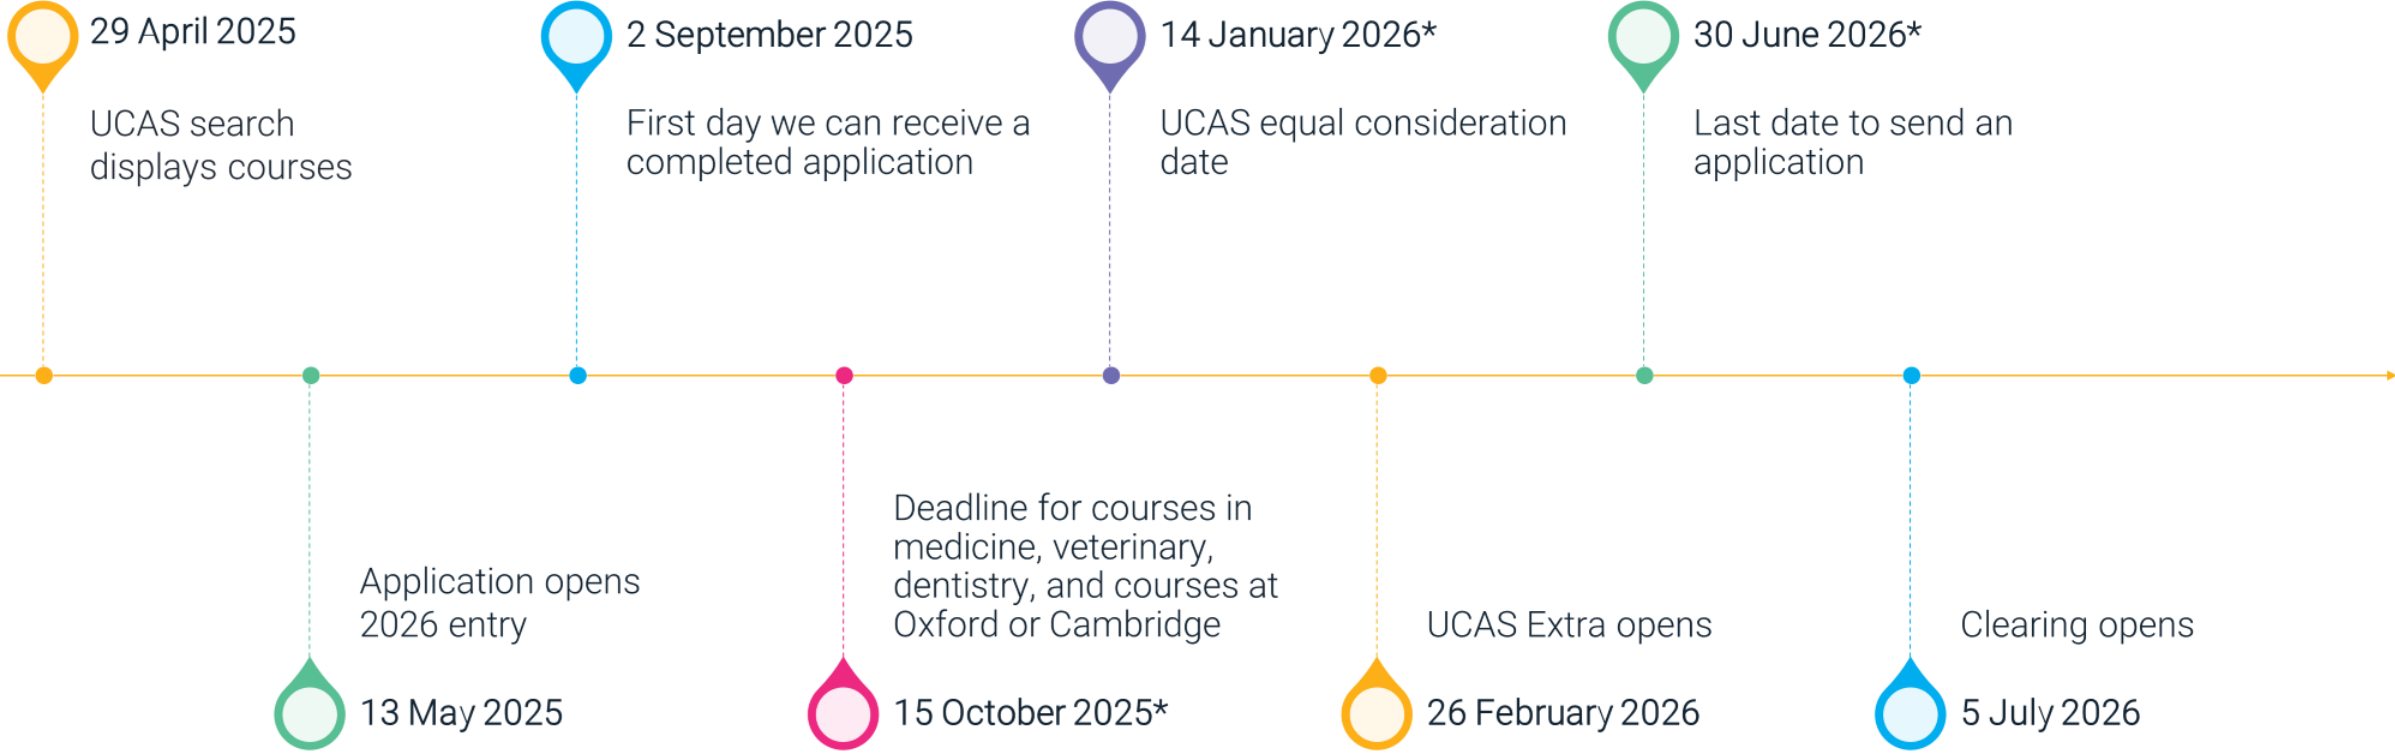 29 April 2025
UCAS search
displays courses
2 September 2025
First day we can receive a
completed application
14 January 2026*
UCAS equal consideration
date
30 June 2026*
Last date to send an
application
Application opens
2026 entry
13 May 2025
Deadline for courses in
medicine, veterinary,
dentistry, and courses at
Oxford or Cambridge
15 October 2025*
UCAS Extra opens
26 February 2026
Clearing opens
5 July 2026